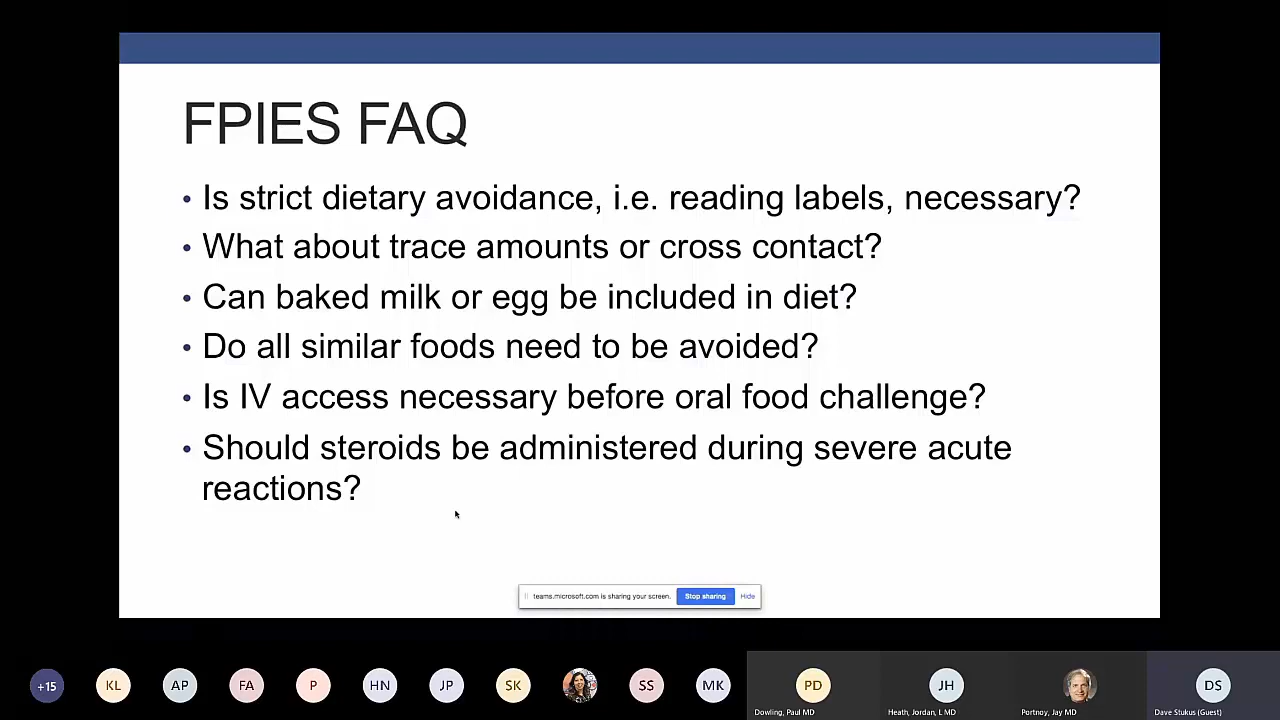 FPIES FAQ
• Is strict dietary avoidance, i.e. reading labels, necessary?
• What about trace amounts or cross contact?
• Can baked milk or egg be included in diet?
• Do all similar foods need to be avoided?
• Is IV access necessary before oral food challenge?
• Should steroids be administered during severe acute
reactions?
teams.microsoft.com is sharing your screen. Stop sharing Hide
+15 KL AP FA P HN JP SK SS MK PD JH DS
Dowling, Paul MD Heath, Jordan, L MD Portnoy, Jay MD Dave Stukus (Guest)